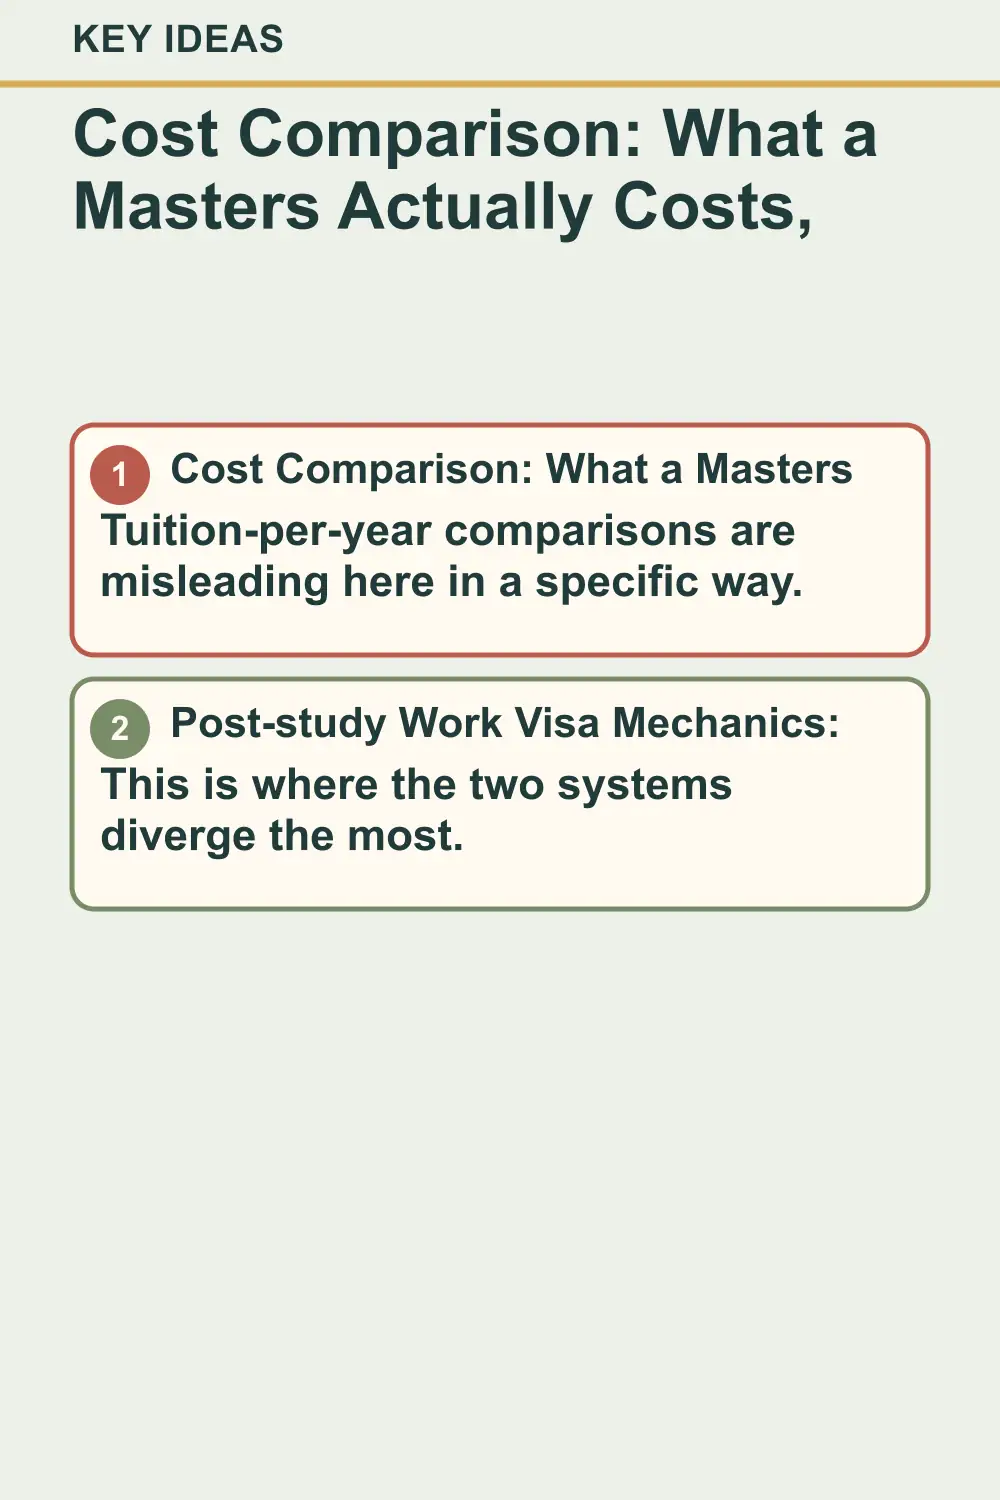 KEY IDEAS
Cost Comparison: What a
Masters Actually Costs,
1 Cost Comparison: What a Masters
Tuition-per-year comparisons are
misleading here in a specific way.
2 Post-study Work Visa Mechanics:
This is where the two systems
diverge the most.